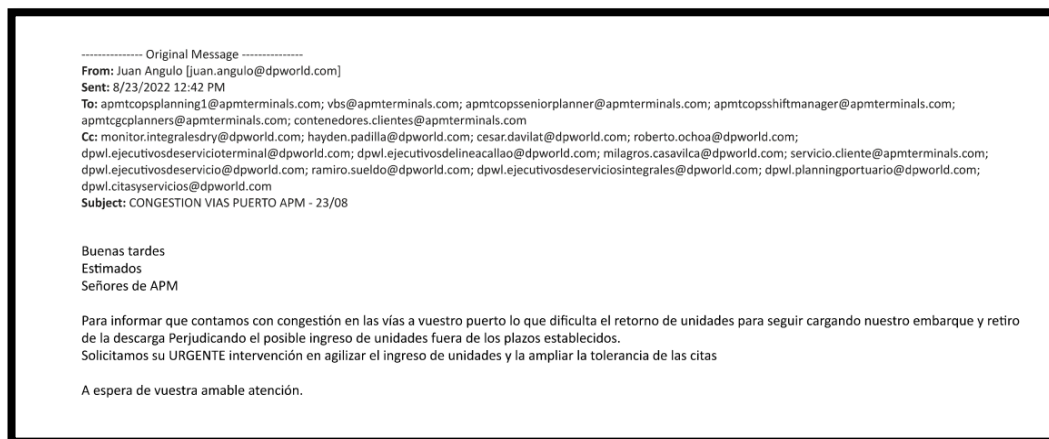 --------------- Original Message ---------------
From: Juan Angulo [juan.angulo@dpworld.com]
Sent: 8/23/2022 12:42 PM
To: apmtcopsplanning1@apmterminals.com; vbs@apmterminals.com; apmtcopsseniorplanner@apmterminals.com; apmtcopsshiftmanager@apmterminals.com;
apmtcgcplanners@apmterminals.com; contenedores.clientes@apmterminals.com
Cc: monitor.integralesdry@dpworld.com; hayden.padilla@dpworld.com; cesar.davilat@dpworld.com; roberto.ochoa@dpworld.com;
dpwl.ejecutivosdeservicioterminal@dpworld.com; dpwl.ejecutivosdelineacallao@dpworld.com; milagros.casavilca@dpworld.com; servicio.cliente@apmterminals.com;
dpwl.ejecutivosdeservicio@dpworld.com; ramiro.sueldo@dpworld.com; dpwl.ejecutivosdeserviciosintegrales@dpworld.com; dpwl.planningportuario@dpworld.com;
dpwl.citasyservicios@dpworld.com
Subject: CONGESTION VIAS PUERTO APM - 23/08
Buenas tardes
Estimados
Señores de APM
Para informar que contamos con congestión en las vías a vuestro puerto lo que dificulta el retorno de unidades para seguir cargando nuestro embarque y retiro
de la descarga Perjudicando el posible ingreso de unidades fuera de los plazos establecidos.
Solicitamos su URGENTE intervención en agilizar el ingreso de unidades y la ampliar la tolerancia de las citas
A espera de vuestra amable atención.